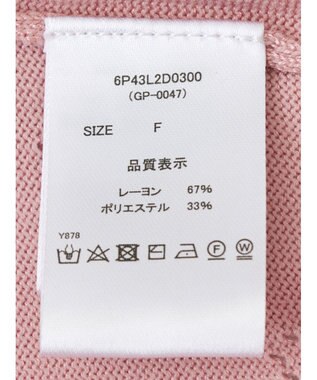 6P43L2D0300
(GP-0047)
SIZE F
品質表示
レーヨン 67%
ポリエステル 33%
Y878
F W